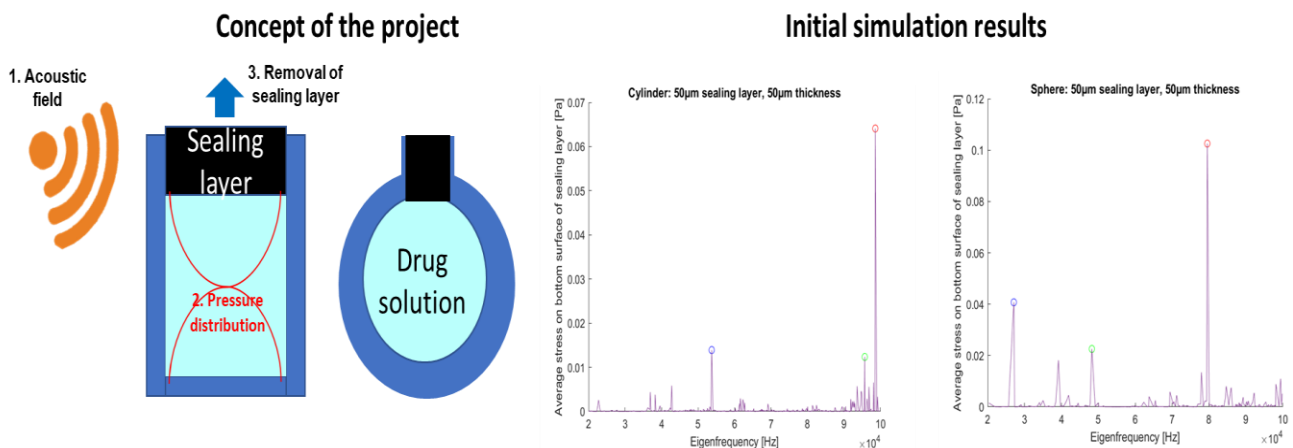 Concept of the project
1. Acoustic
field
3. Removal of
sealing layer
Sealing
layer
2. Pressure
distribution
Drug
solution
Initial simulation results
Cylinder: 50μm sealing layer, 50μm thickness
Average stress on bottom surface of sealing layer [Pa]
0.07
0.06
0.05
0.04
0.03
0.02
0.01
0
2 3 4 5 6 7 8 9 10
Eigenfrequency [Hz]
×10⁴
Sphere: 50μm sealing layer, 50μm thickness
Average stress on bottom surface of sealing layer [Pa]
0.12
0.1
0.08
0.06
0.04
0.02
0
2 3 4 5 6 7 8 9 10
Eigenfrequency [Hz]
×10⁴